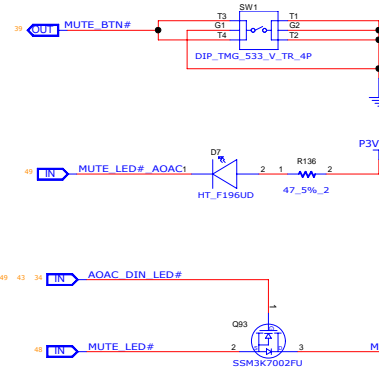 SW1
39 OUT MUTE_BTN# T3 T1
G1 G2
T4 T2
DIP_TMG_533_V_TR_4P
P3V
D7 R136
49 IN MUTE_LED#_AOAC 1 2 1 2
HT_F196UD 47_5%_2
49 43 34 IN AOAC_DIN_LED#
1
Q93
48 IN MUTE_LED# 2 3 M
SSM3K7002FU